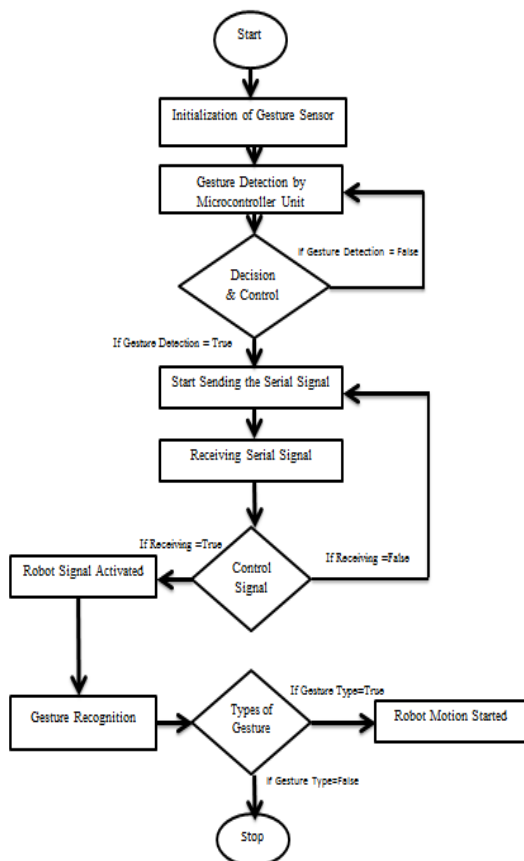 Start
Initialization of Gesture Sensor
Gesture Detection by
Microcontroller Unit
If Gesture Detection = False
Decision
& Control
If Gesture Detection = True
Start Sending the Serial Signal
Receiving Serial Signal
If Receiving =True
If Receiving =False
Robot Signal Activated
Control
Signal
Gesture Recognition
Types of
Gesture
If Gesture Type=True
Robot Motion Started
If Gesture Type=False
Stop